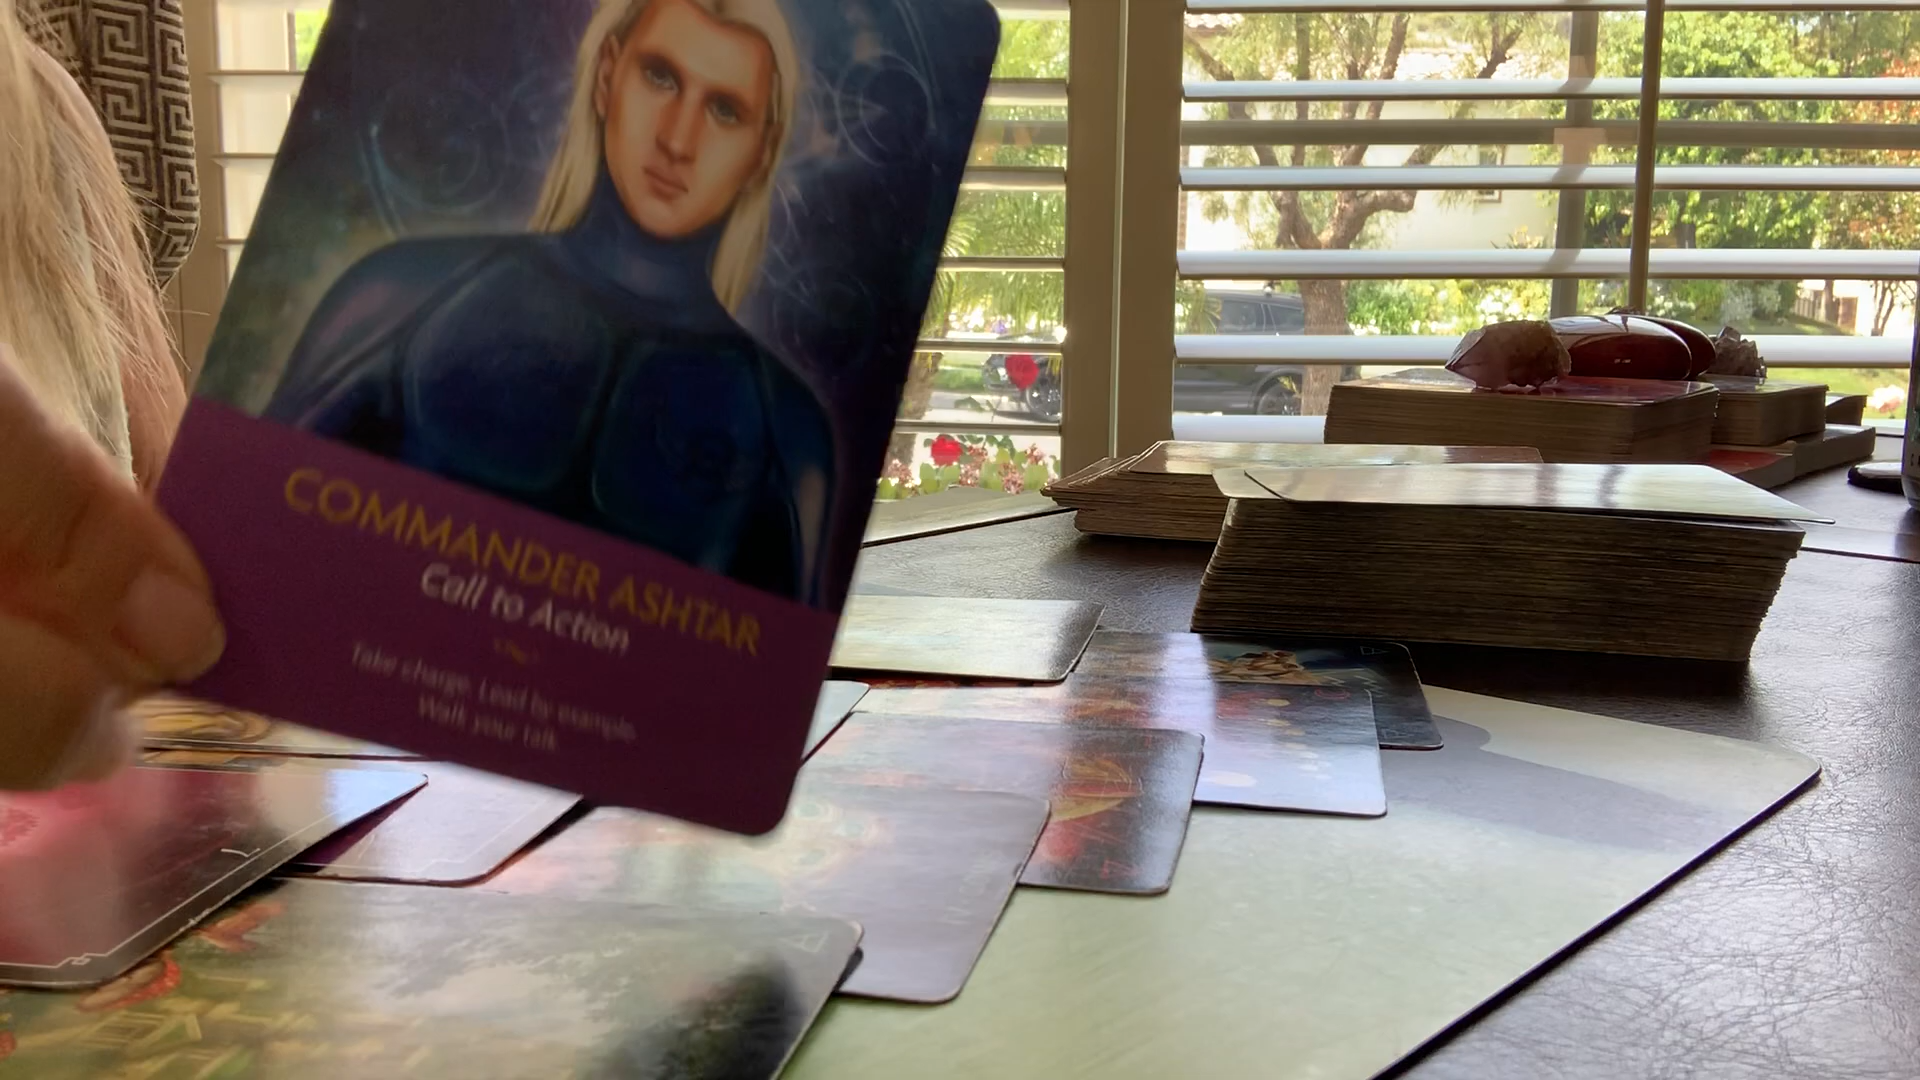 COMMANDER ASHTAR
Call to Action
Take charge. Lead by example.
Walk your talk.